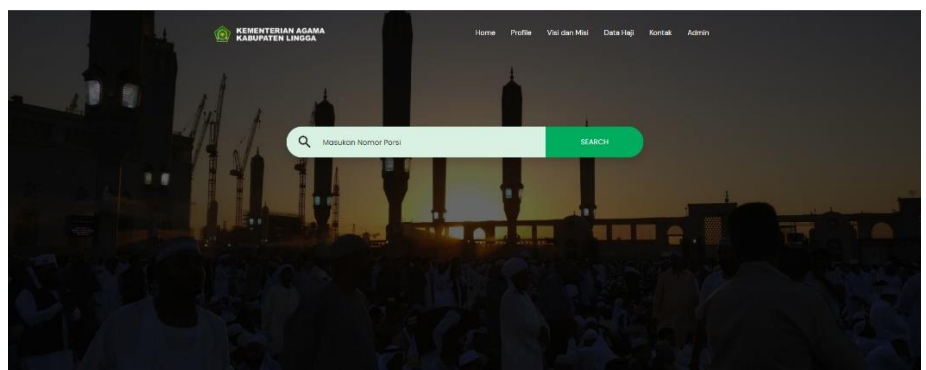 KEMENTERIAN AGAMA
KABUPATEN LINGGA
Home Profile Visi dan Misi Data Haji Kontak Admin
Masukan Nomor Porsi
SEARCH